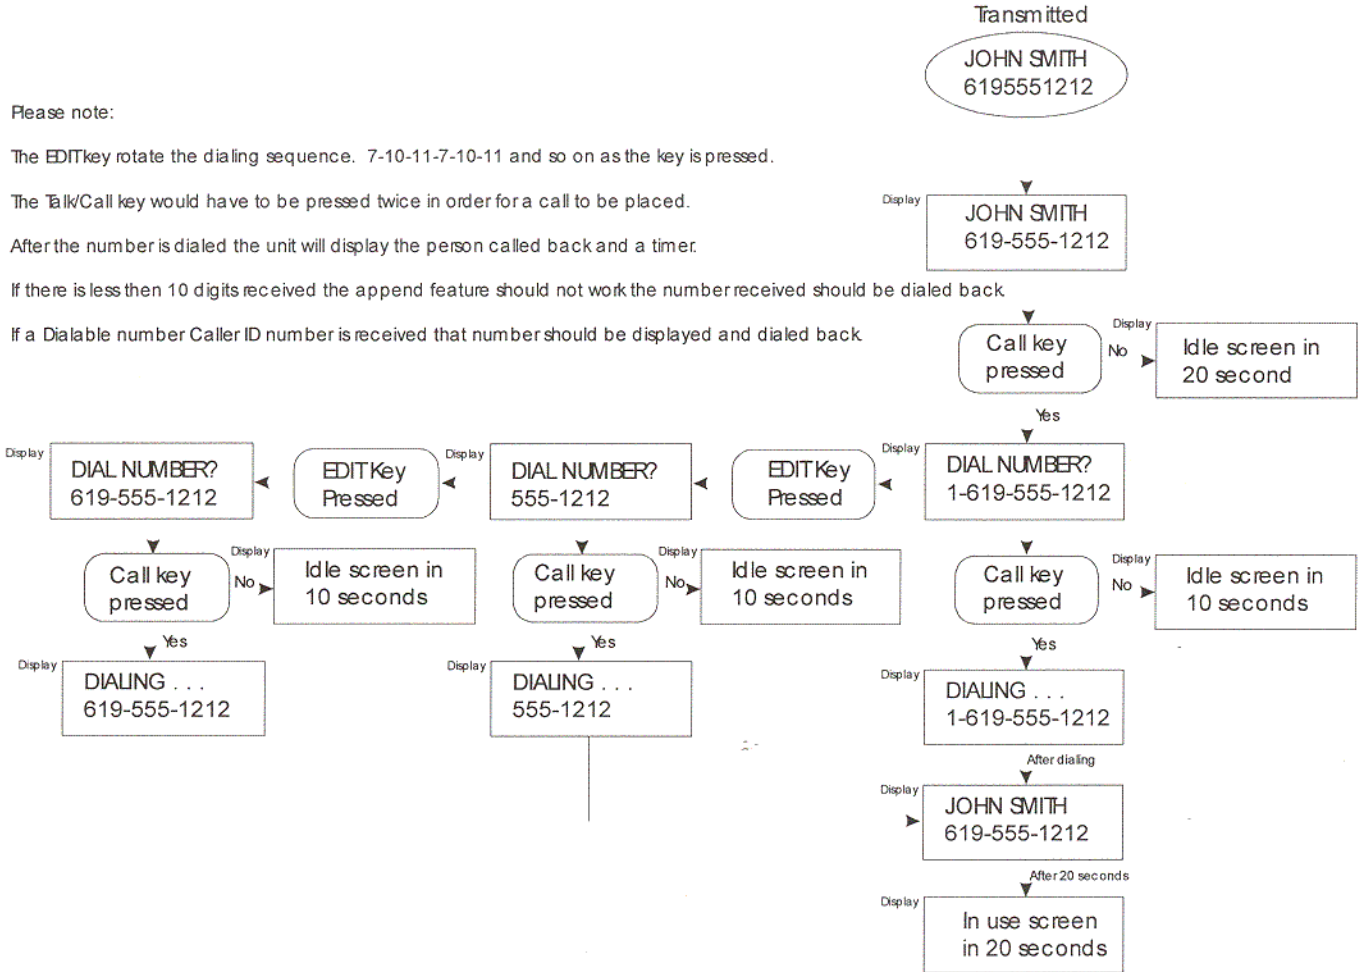 Transmitted
JOHN SMITH
6195551212
Please note:
The EDITkey rotate the dialing sequence. 7-10-11-7-10-11 and so on as the key is pressed.
The Talk/Call key would have to be pressed twice in order for a call to be placed.
After the number is dialed the unit will display the person called back and a timer.
If there is less then 10 digits received the append feature should not work the number received should be dialed back
If a Dialable number Caller ID number is received that number should be displayed and dialed back
Display
JOHN SMITH
619-555-1212
Call key
pressed
No
Display
Idle screen in
20 second
Yes
Display
DIAL NUMBER?
619-555-1212
EDIT Key
Pressed
Display
DIAL NUMBER?
555-1212
EDIT Key
Pressed
Display
DIAL NUMBER?
1-619-555-1212
Call key
pressed
No
Display
Idle screen in
10 seconds
Call key
pressed
No
Display
Idle screen in
10 seconds
Call key
pressed
No
Display
Idle screen in
10 seconds
Yes
Display
DIALING . . .
619-555-1212
Yes
Display
DIALING . . .
555-1212
Yes
Display
DIALING . . .
1-619-555-1212
After dialing
Display
JOHN SMITH
619-555-1212
After 20 seconds
Display
In use screen
in 20 seconds